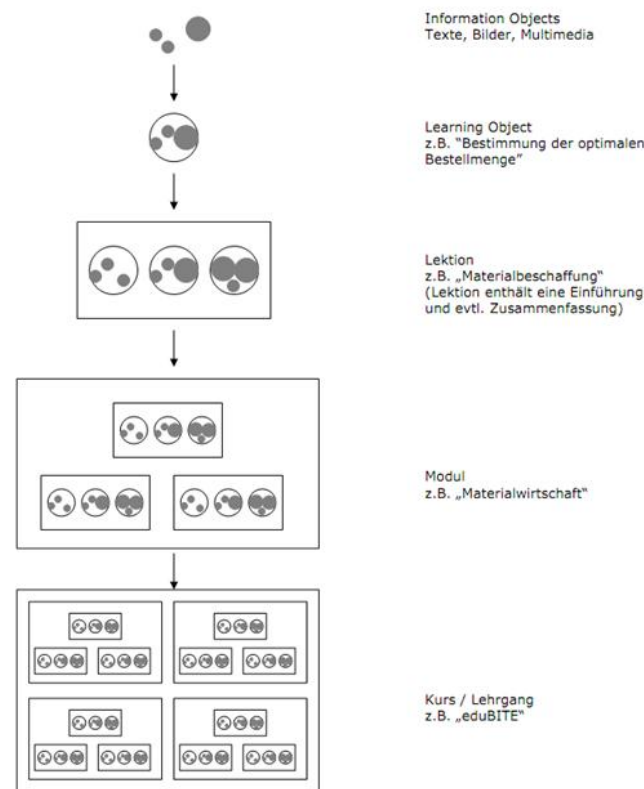 Information Objects
Texte, Bilder, Multimedia
Learning Object
z.B. "Bestimmung der optimalen
Bestellmenge"
Lektion
z.B. „Materialbeschaffung“
(Lektion enthält eine Einführung
und evtl. Zusammenfassung)
Modul
z.B. „Materialwirtschaft“
Kurs / Lehrgang
z.B. „eduBITE“